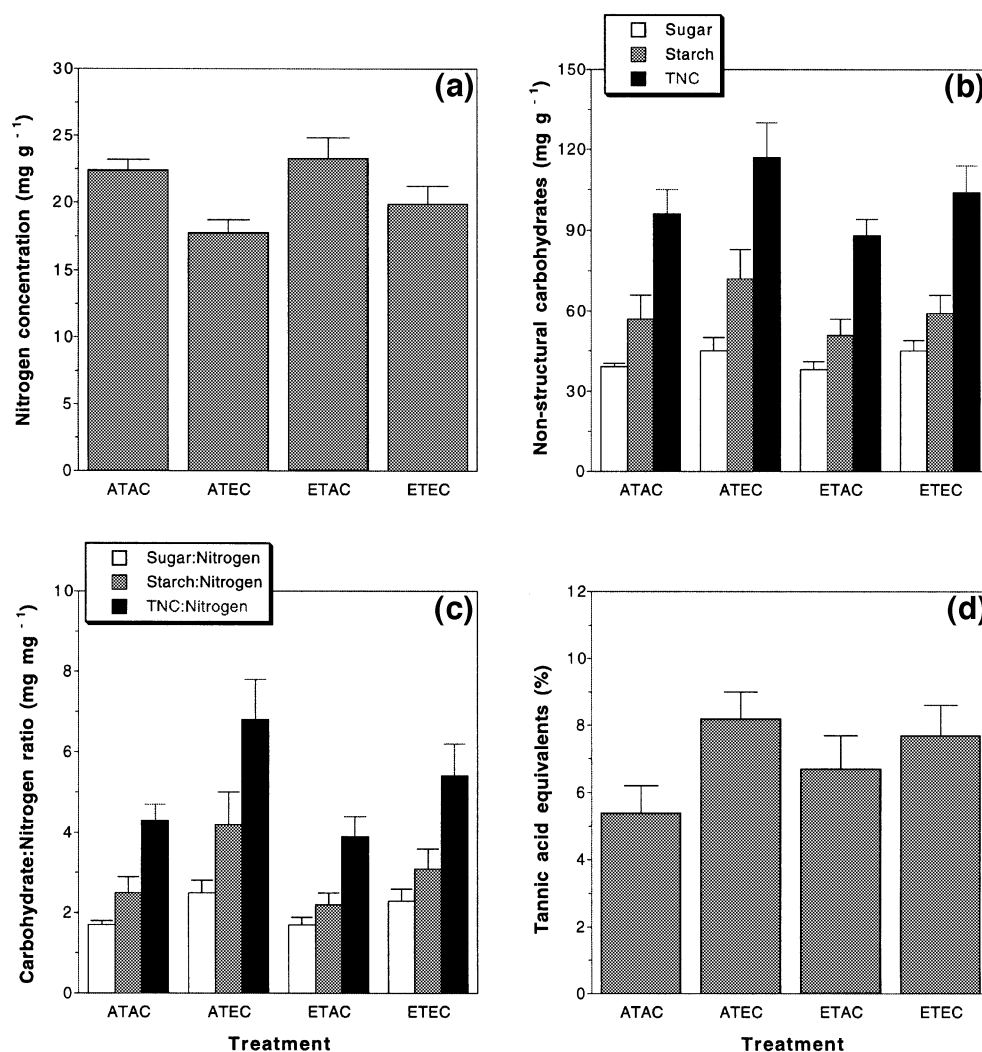 (a)
Nitrogen concentration (mg g -1)
30
25
20
15
10
5
0
ATAC ATEC ETAC ETEC
Sugar
Starch
TNC
(b)
Non-structural carbohydrates (mg g -1)
150
120
90
60
30
0
ATAC ATEC ETAC ETEC
Sugar:Nitrogen
Starch:Nitrogen
TNC:Nitrogen
(c)
Carbohydrate:Nitrogen ratio (mg mg -1)
10
8
6
4
2
0
ATAC ATEC ETAC ETEC
Treatment
(d)
Tannic acid equivalents (%)
12
10
8
6
4
2
0
ATAC ATEC ETAC ETEC
Treatment